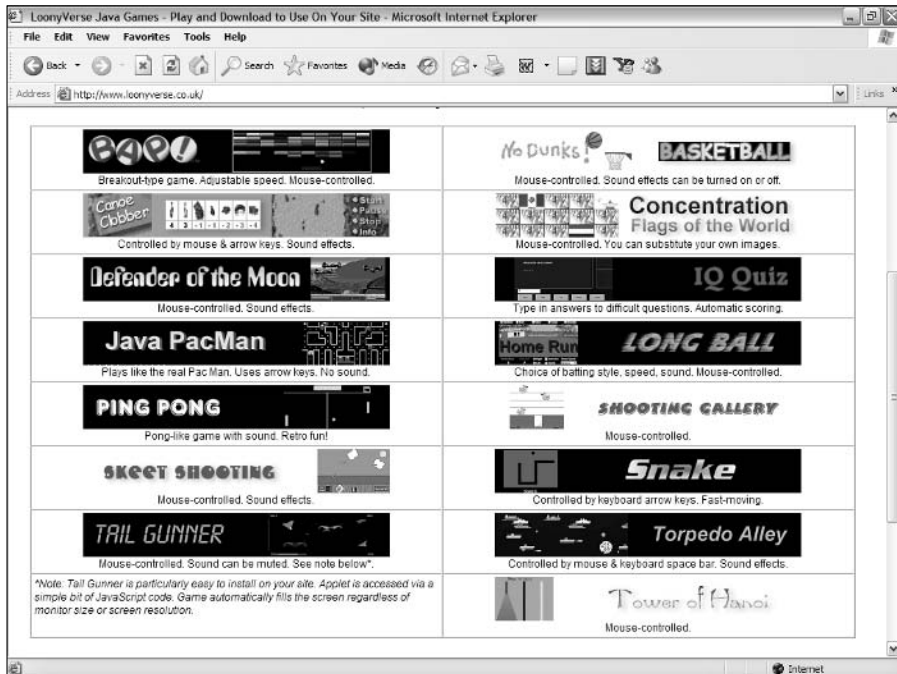 LoonyVerse Java Games - Play and Download to Use On Your Site - Microsoft Internet Explorer
File Edit View Favorites Tools Help
Back Search Favorites Media
Address http://www.loonyverse.co.uk/ Links
BAP!
Breakout-type game. Adjustable speed. Mouse-controlled.
No Dunks! BASKETBALL
Mouse-controlled. Sound effects can be turned on or off.
Canoe Clobber
Start
Pause
Stop
Info
Controlled by mouse & arrow keys. Sound effects.
Concentration
Flags of the World
Mouse-controlled. You can substitute your own images.
Defender of the Moon
Mouse-controlled. Sound effects.
IQ Quiz
Type in answers to difficult questions. Automatic scoring.
Java PacMan
Plays like the real Pac Man. Uses arrow keys. No sound.
Home Run LONG BALL
Choice of batting style, speed, sound. Mouse-controlled.
PING PONG
Pong-like game with sound. Retro fun!
SHOOTING GALLERY
Mouse-controlled.
SKEET SHOOTING
Mouse-controlled. Sound effects.
Snake
Controlled by keyboard arrow keys. Fast-moving.
TAIL GUNNER
Mouse-controlled. Sound can be muted. See note below*.
Torpedo Alley
Controlled by mouse & keyboard space bar. Sound effects.
*Note: Tail Gunner is particularly easy to install on your site. Applet is accessed via a
simple bit of JavaScript code. Game automatically fills the screen regardless of
monitor size or screen resolution.
Tower of Hanoi
Mouse-controlled.
Internet